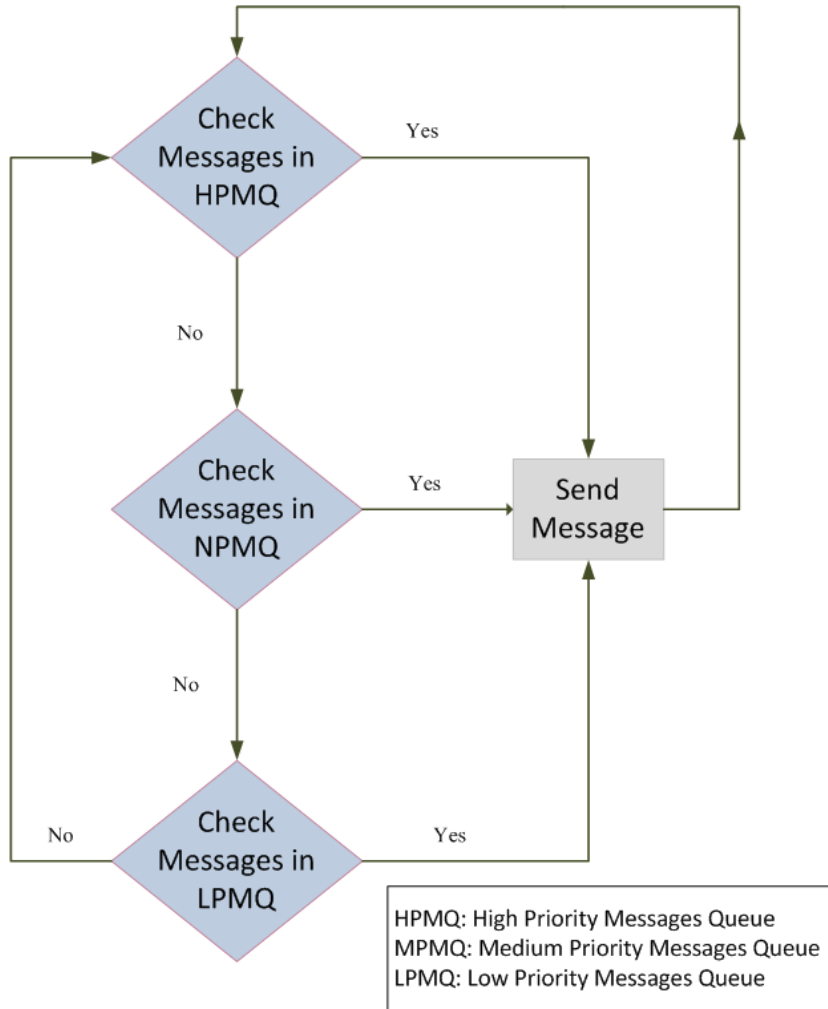 Check
Messages in
HPMQ
Yes
No
Check
Messages in
NPMQ
Yes
Send
Message
No
Check
Messages in
LPMQ
No
Yes
HPMQ: High Priority Messages Queue
MPMQ: Medium Priority Messages Queue
LPMQ: Low Priority Messages Queue